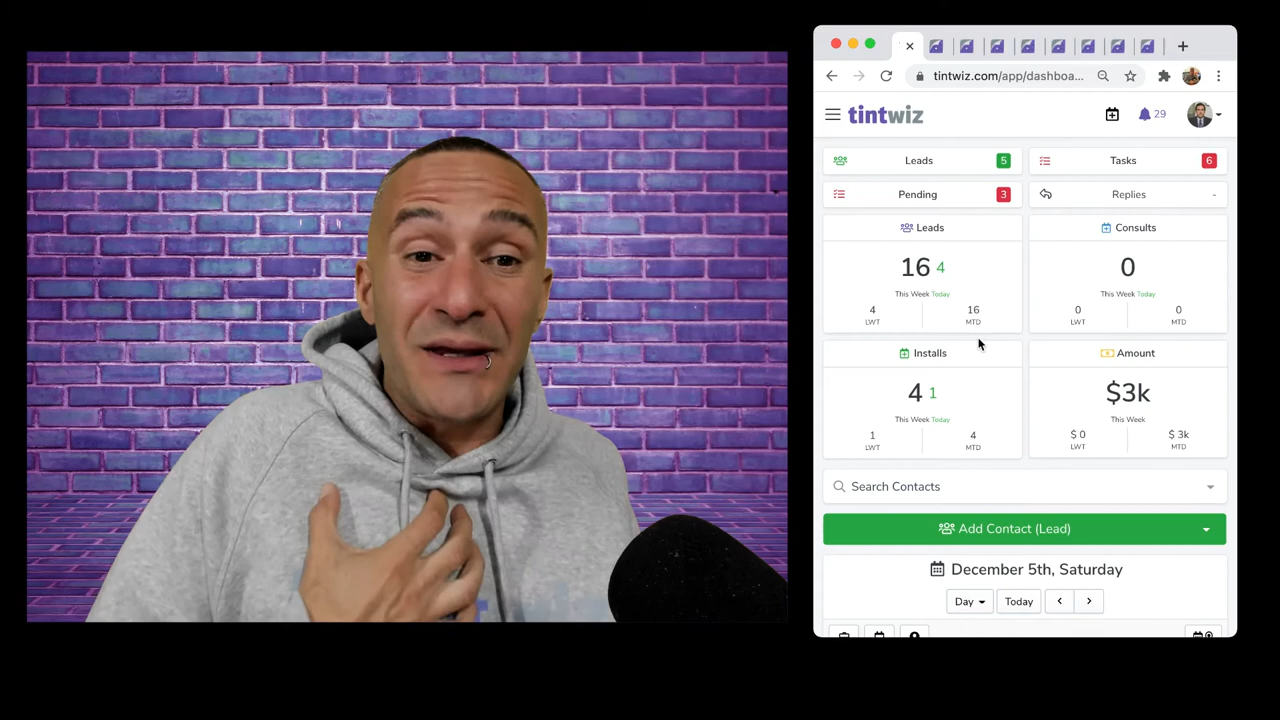 tintwiz.com/app/dashboa...
tintwiz
29
Leads 5
Tasks 6
Pending 3
Replies -
Leads
Consults
16 4
0
This Week Today
This Week Today
4 16
0 0
LWT MTD
LWT MTD
Installs
Amount
4 1
$3k
This Week Today
This Week
1 4
$ 0 $ 3k
LWT MTD
LWT MTD
Search Contacts
Add Contact (Lead)
December 5th, Saturday
Day Today < >